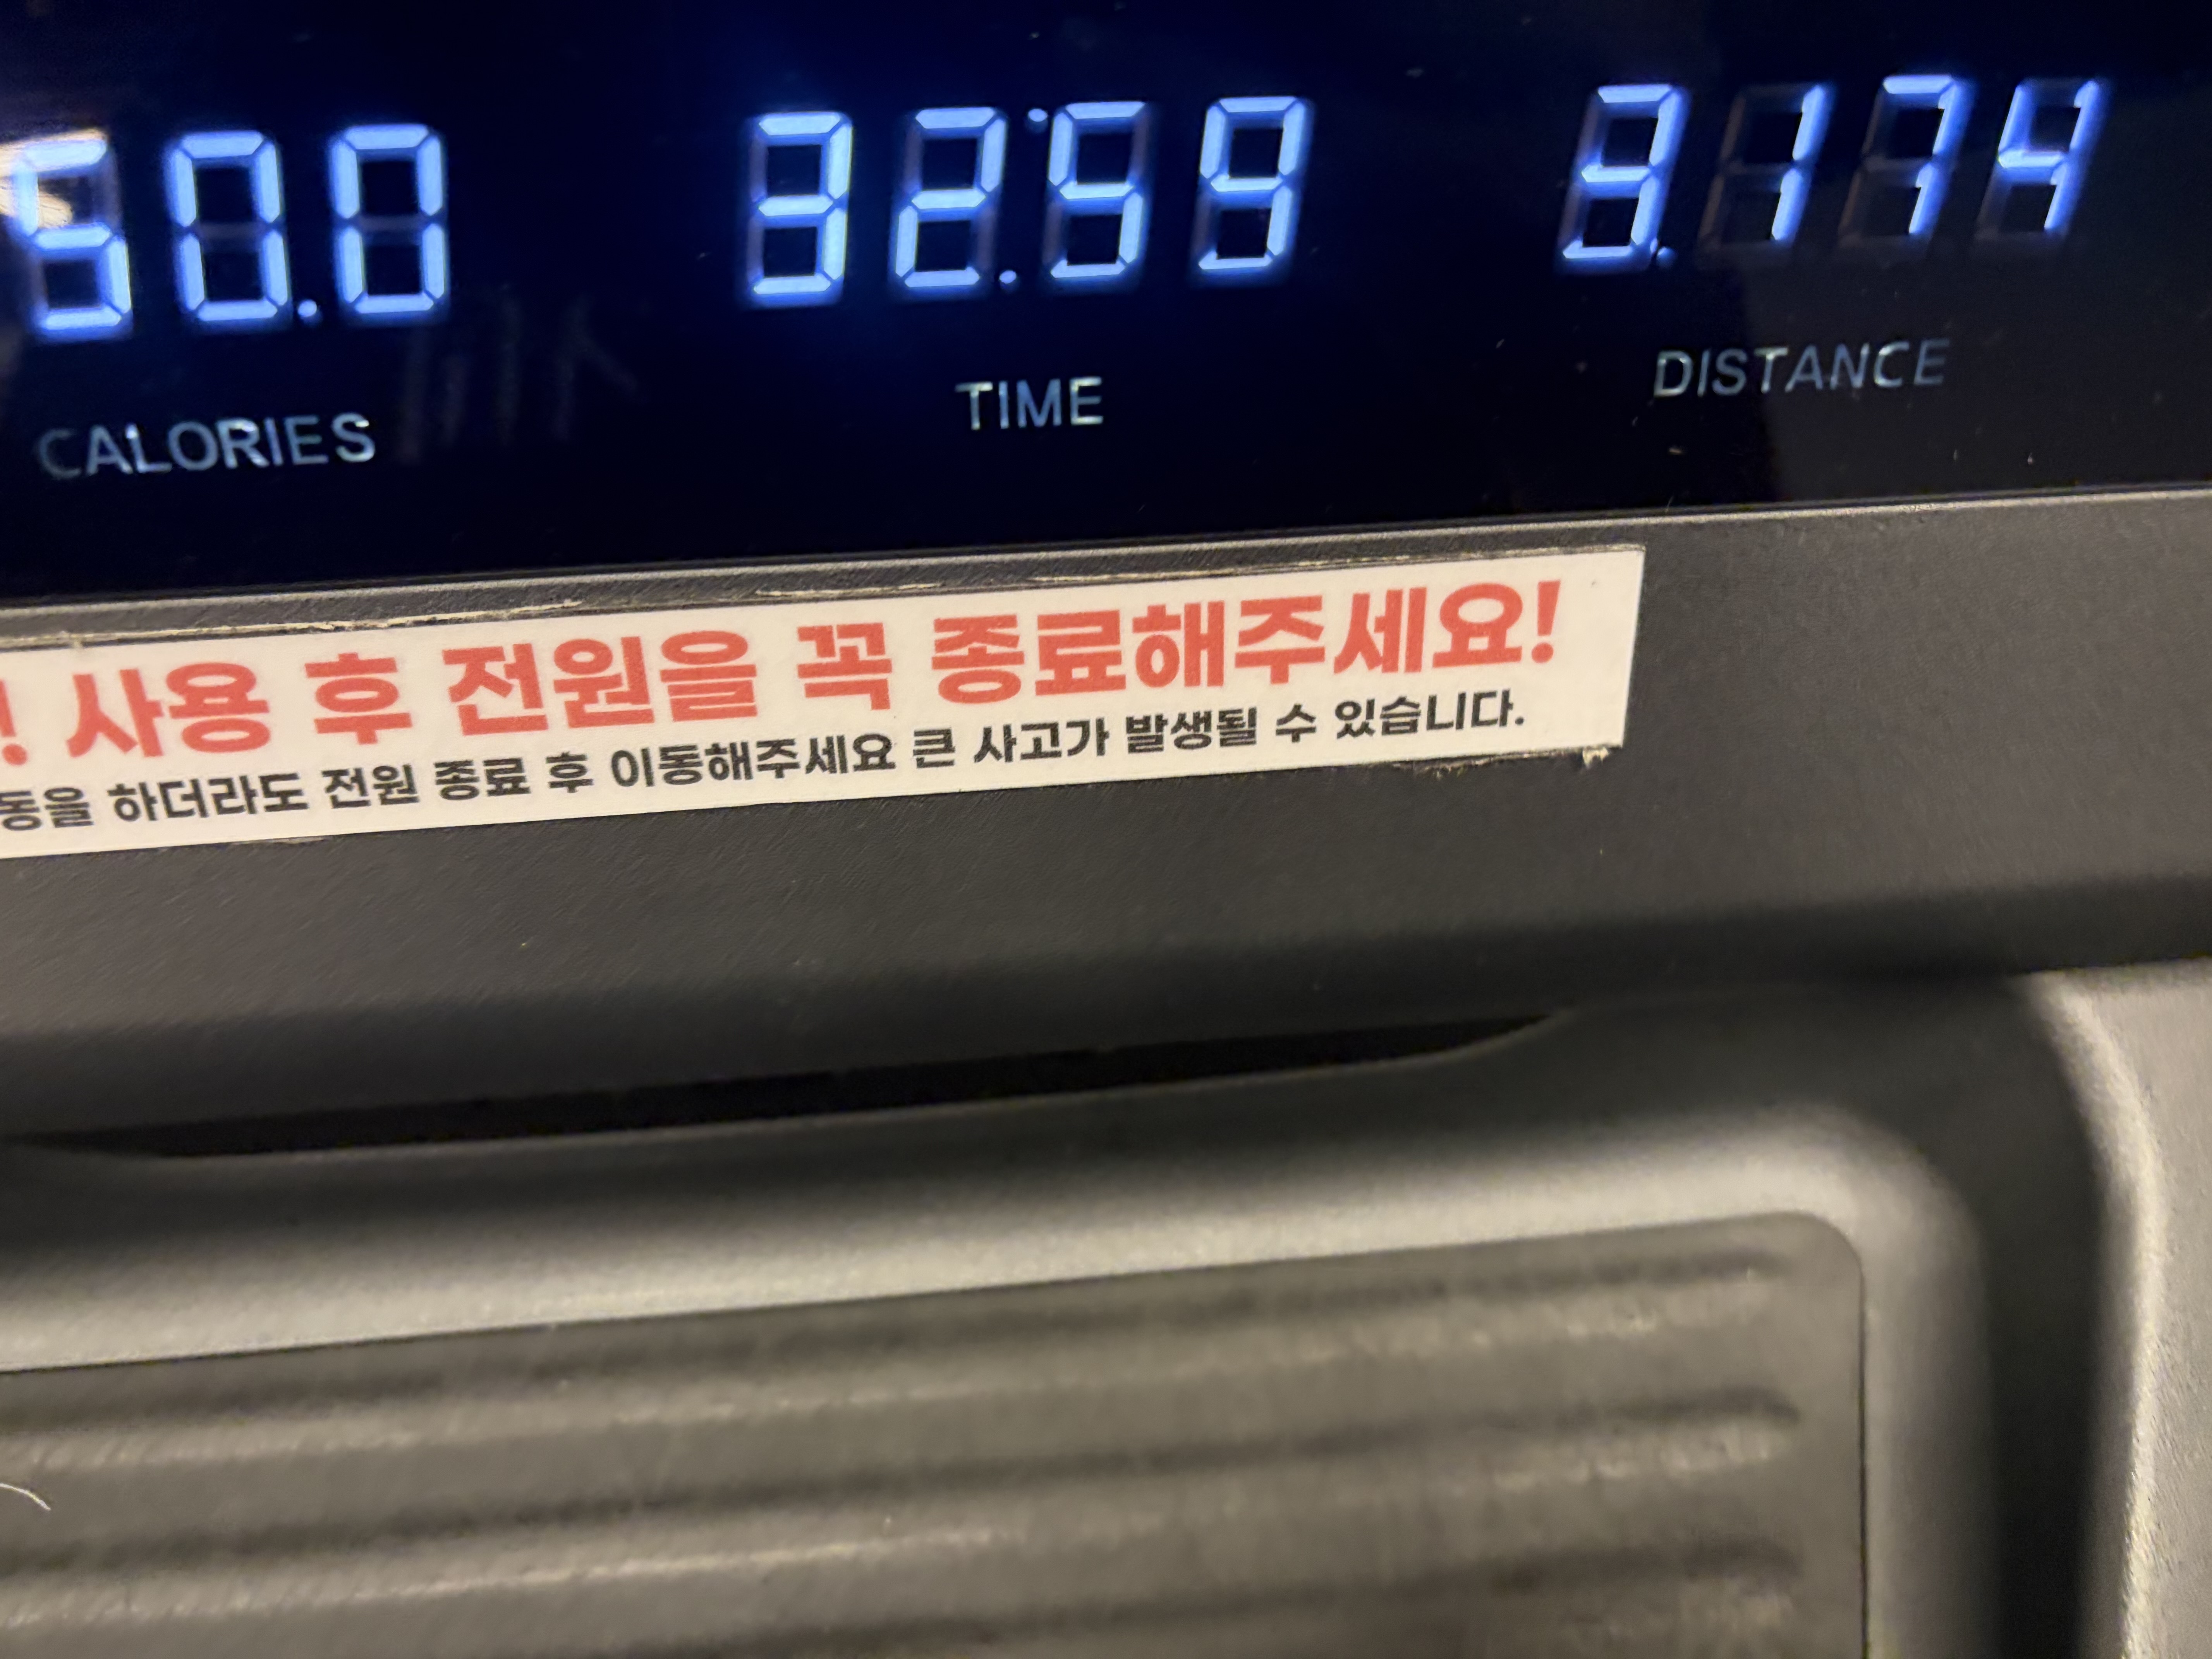 50.0 32:59 3.174
CALORIES TIME DISTANCE
! 사용 후 전원을 꼭 종료해주세요!
동을 하더라도 전원 종료 후 이동해주세요 큰 사고가 발생될 수 있습니다.